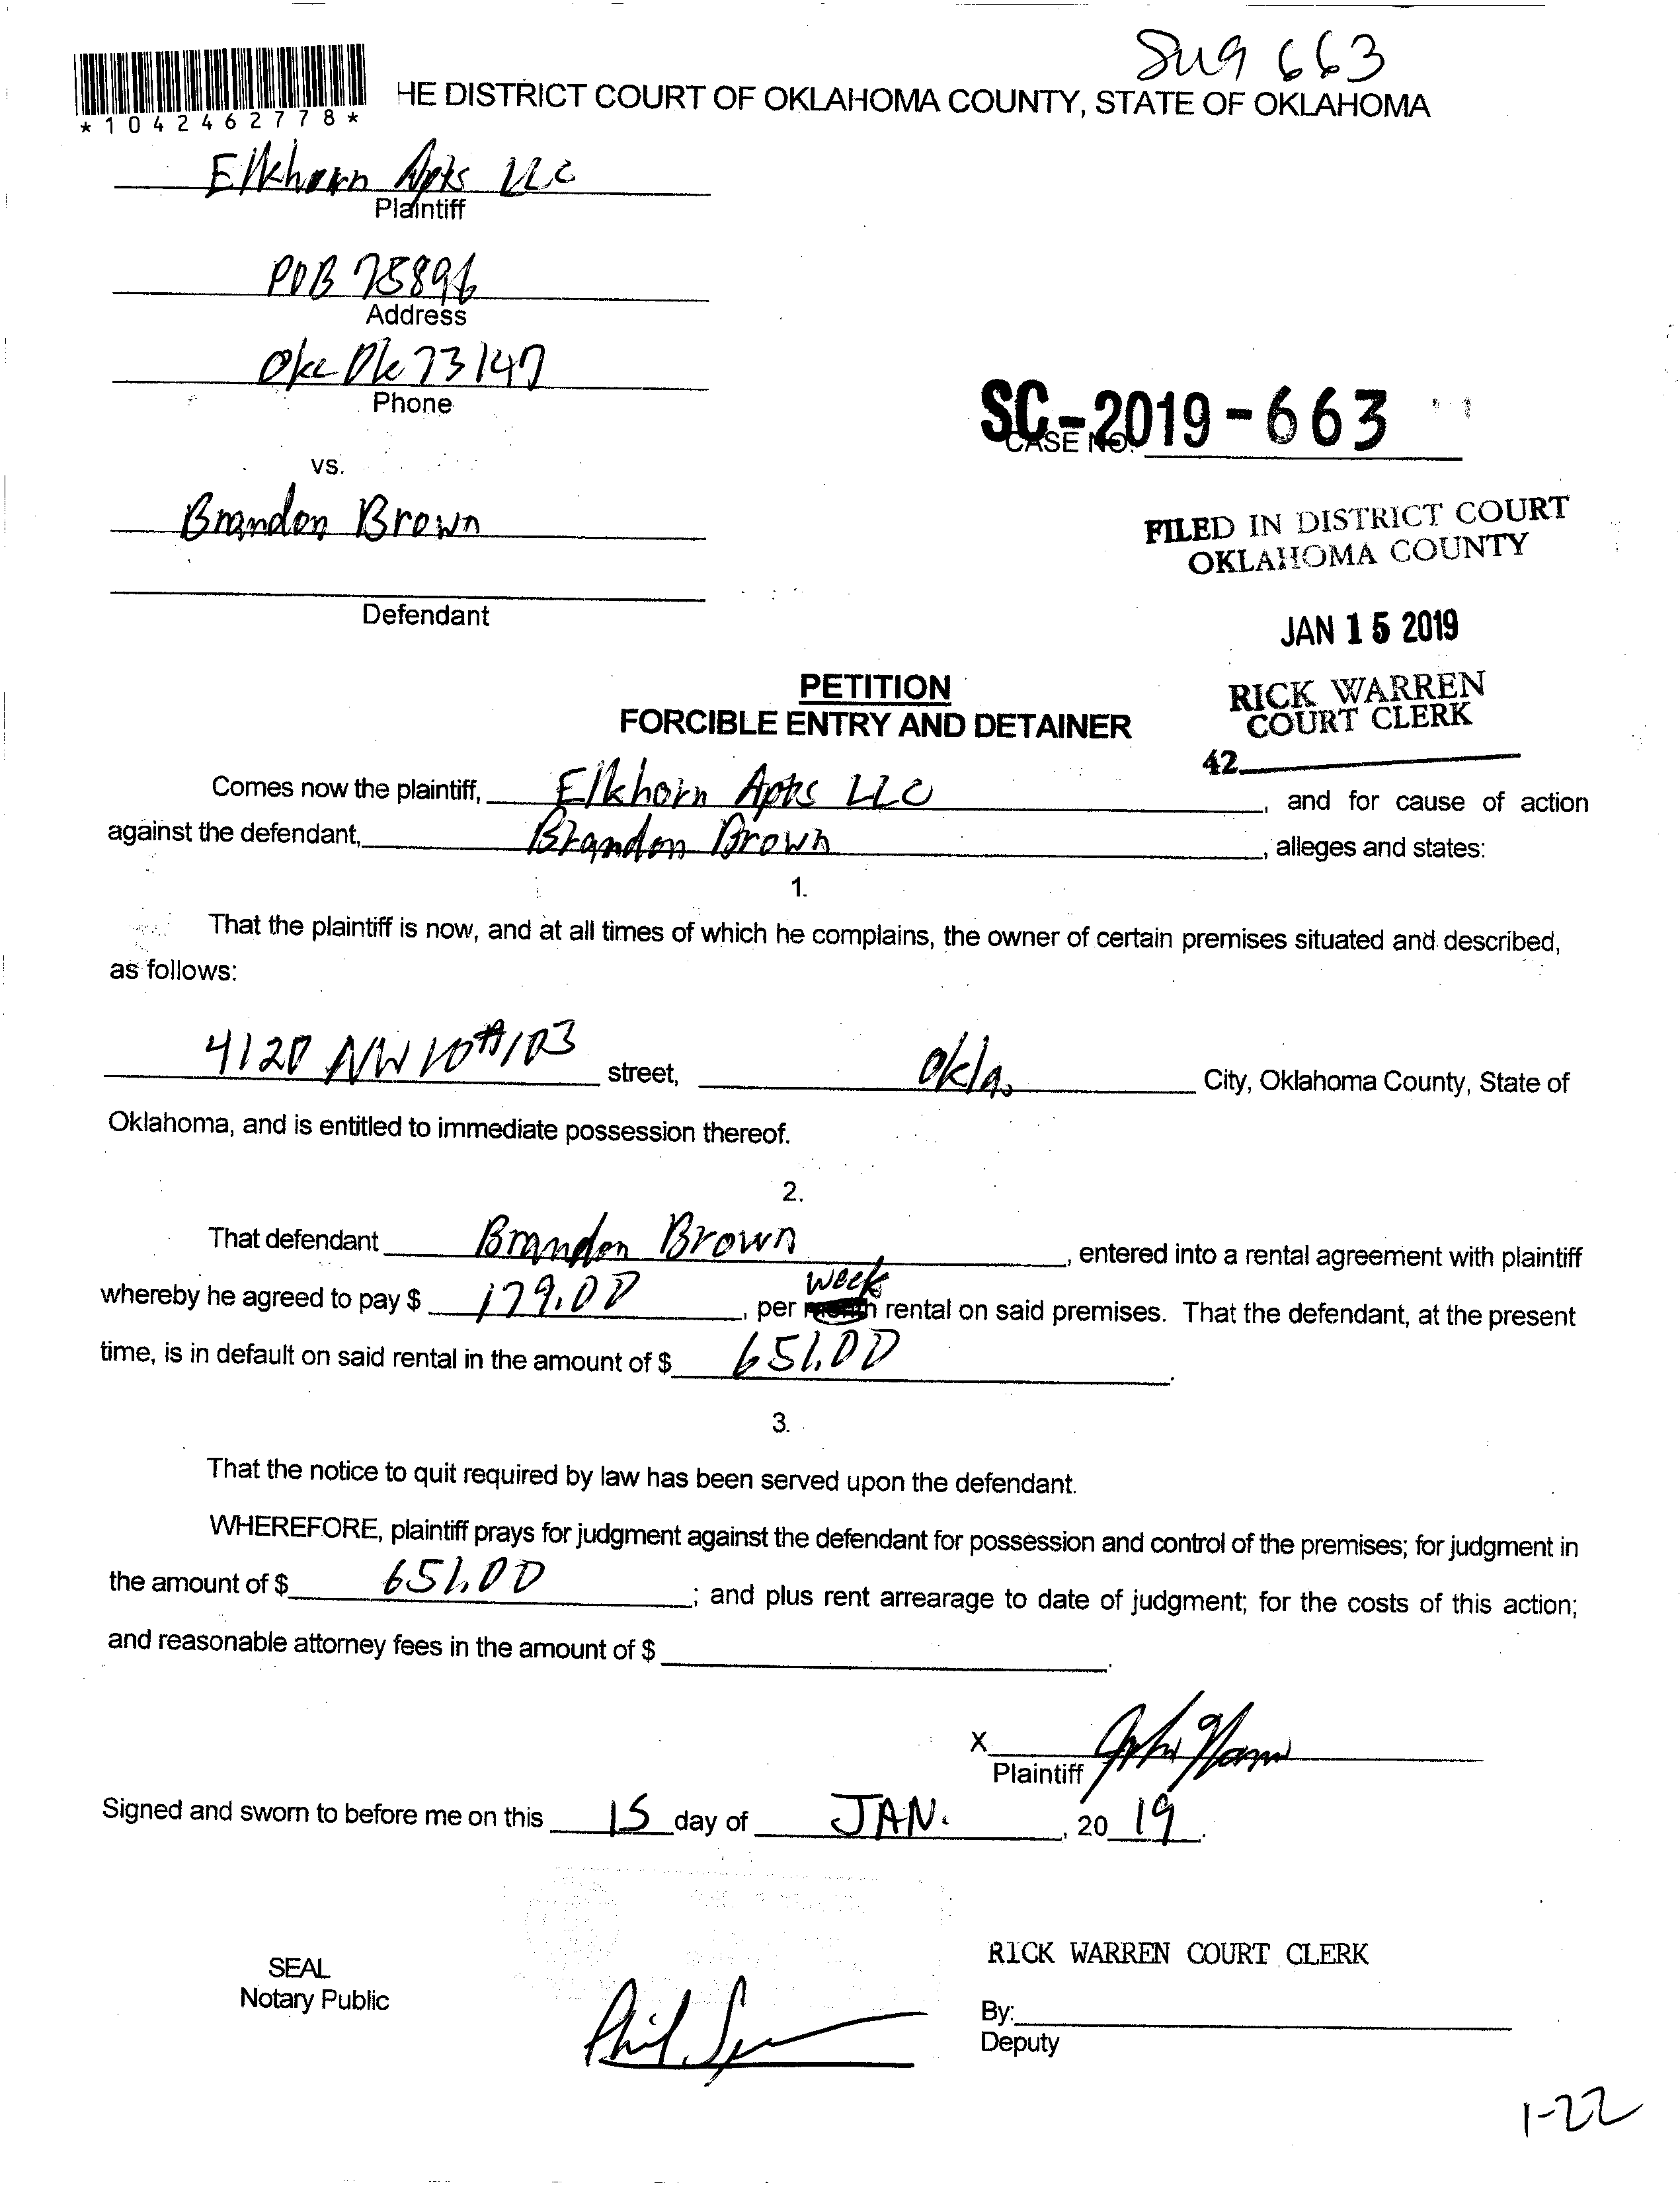 *1042462778*
HE DISTRICT COURT OF OKLAHOMA COUNTY, STATE OF OKLAHOMA
663
Elkhorn Apts LLC
Plaintiff
POB 75896
Address
Okc Ok 73147
Phone
SC-2019-663
CASE NO.
vs.
Brandon Brown
Defendant
FILED IN DISTRICT COURT
OKLAHOMA COUNTY
JAN 15 2019
RICK WARREN
COURT CLERK
42
PETITION
FORCIBLE ENTRY AND DETAINER
Comes now the plaintiff, Elkhorn Apts LLC, and for cause of action
against the defendant, Brandon Brown, alleges and states:
1.
That the plaintiff is now, and at all times of which he complains, the owner of certain premises situated and described,
as follows:
4120 NW 10 #103 street, Okla. City, Oklahoma County, State of
Oklahoma, and is entitled to immediate possession thereof.
2.
That defendant Brandon Brown, entered into a rental agreement with plaintiff
week
whereby he agreed to pay $ 179.00, per month rental on said premises. That the defendant, at the present
time, is in default on said rental in the amount of $ 651.00.
3.
That the notice to quit required by law has been served upon the defendant.
WHEREFORE, plaintiff prays for judgment against the defendant for possession and control of the premises; for judgment in
the amount of $ 651.00; and plus rent arrearage to date of judgment; for the costs of this action;
and reasonable attorney fees in the amount of $.
X
Plaintiff
Signed and sworn to before me on this 15 day of JAN., 20 19.
SEAL
Notary Public
RICK WARREN COURT CLERK
By:
Deputy
1-22